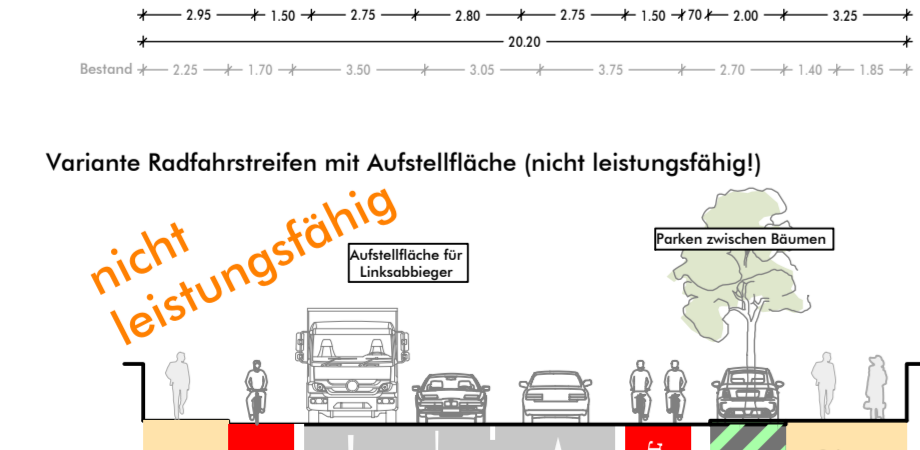 2.95 1.50 2.75 2.80 2.75 1.50 70 2.00 3.25
20.20
Bestand 2.25 1.70 3.50 3.05 3.75 2.70 1.40 1.85
Variante Radfahrstreifen mit Aufstellfläche (nicht leistungsfähig!)
nicht
leistungsfähig
Aufstellfläche für
Linksabbieger
Parken zwischen Bäumen